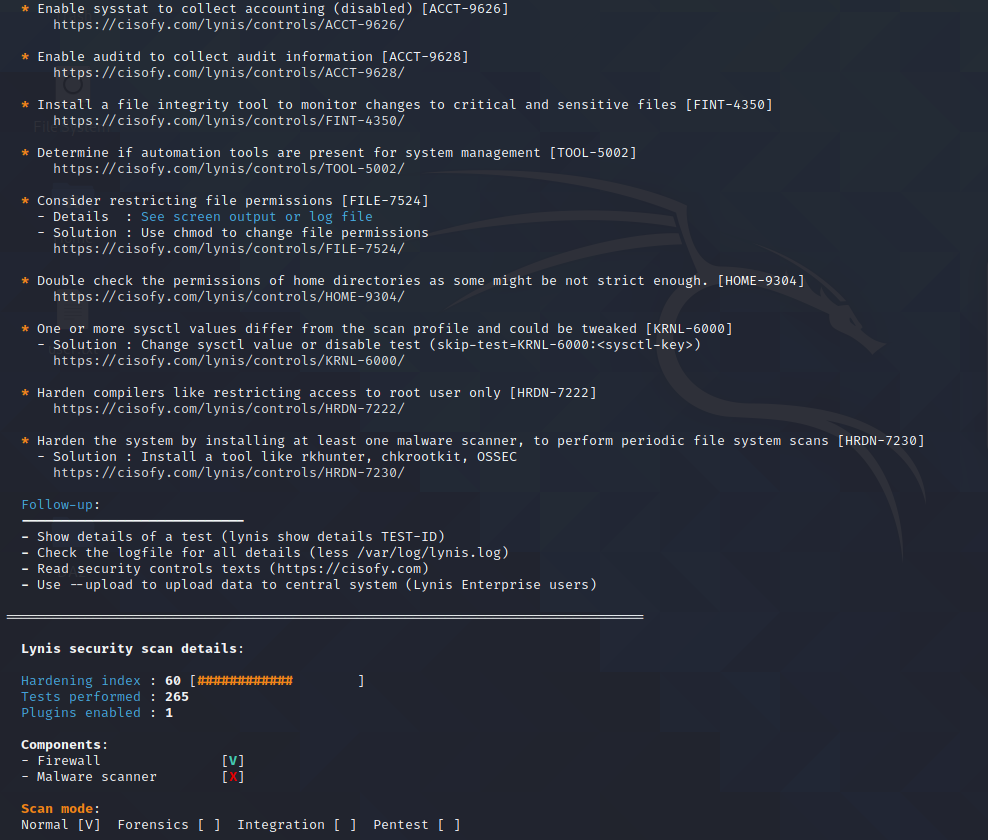 * Enable sysstat to collect accounting (disabled) [ACCT-9626]
https://cisofy.com/lynis/controls/ACCT-9626/
* Enable auditd to collect audit information [ACCT-9628]
https://cisofy.com/lynis/controls/ACCT-9628/
* Install a file integrity tool to monitor changes to critical and sensitive files [FINT-4350]
https://cisofy.com/lynis/controls/FINT-4350/
* Determine if automation tools are present for system management [TOOL-5002]
https://cisofy.com/lynis/controls/TOOL-5002/
* Consider restricting file permissions [FILE-7524]
- Details  : See screen output or log file
- Solution : Use chmod to change file permissions
https://cisofy.com/lynis/controls/FILE-7524/
* Double check the permissions of home directories as some might be not strict enough. [HOME-9304]
https://cisofy.com/lynis/controls/HOME-9304/
* One or more sysctl values differ from the scan profile and could be tweaked [KRNL-6000]
- Solution : Change sysctl value or disable test (skip-test=KRNL-6000:<sysctl-key>)
https://cisofy.com/lynis/controls/KRNL-6000/
* Harden compilers like restricting access to root user only [HRDN-7222]
https://cisofy.com/lynis/controls/HRDN-7222/
* Harden the system by installing at least one malware scanner, to perform periodic file system scans [HRDN-7230]
- Solution : Install a tool like rkhunter, chkrootkit, OSSEC
https://cisofy.com/lynis/controls/HRDN-7230/
Follow-up:
- Show details of a test (lynis show details TEST-ID)
- Check the logfile for all details (less /var/log/lynis.log)
- Read security controls texts (https://cisofy.com)
- Use --upload to upload data to central system (Lynis Enterprise users)
Lynis security scan details:
Hardening index : 60 [############        ]
Tests performed : 265
Plugins enabled : 1
Components:
- Firewall               [V]
- Malware scanner        [X]
Scan mode:
Normal [V]  Forensics [ ]  Integration [ ]  Pentest [ ]